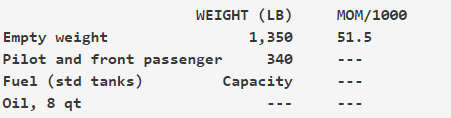 WEIGHT (LB) MOM/1000
Empty weight 1,350 51.5
Pilot and front passenger 340 ---
Fuel (std tanks) Capacity ---
Oil, 8 qt --- ---